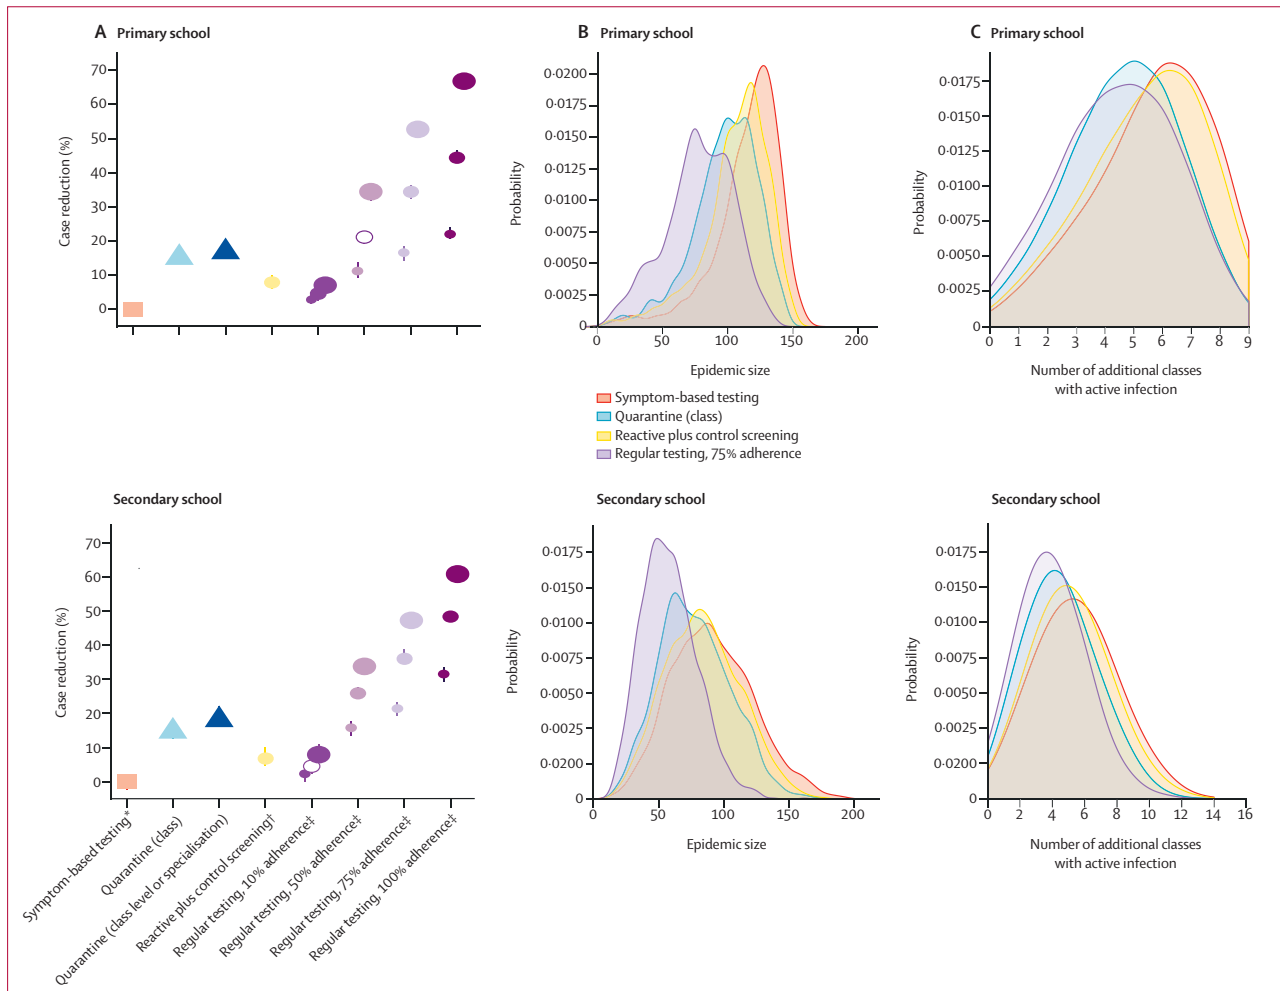 A Primary school
Case reduction (%)
70
60
50
40
30
20
10
0
B Primary school
Probability
0·0200
0·0175
0·0150
0·0125
0·0100
0·0075
0·0050
0·0025
0
0 50 100 150 200
Epidemic size
Symptom-based testing
Quarantine (class)
Reactive plus control screening
Regular testing, 75% adherence
C Primary school
Probability
0·0175
0·0150
0·0125
0·0100
0·0075
0·0050
0·0025
0
0 1 2 3 4 5 6 7 8 9
Number of additional classes
with active infection
Secondary school
Case reduction (%)
70
60
50
40
30
20
10
0
Symptom-based testing*
Quarantine (class)
Quarantine (class level or specialisation)
Reactive plus control screening†
Regular testing, 10% adherence‡
Regular testing, 50% adherence‡
Regular testing, 75% adherence‡
Regular testing, 100% adherence‡
Secondary school
Probability
0·0175
0·0150
0·0100
0·0075
0·0050
0·0025
0·0200
0
0 50 100 150 200
Epidemic size
Secondary school
Probability
0·0175
0·0150
0·0100
0·0075
0·0050
0·0025
0·0200
0
0 2 4 6 8 10 12 14 16
Number of additional classes
with active infection